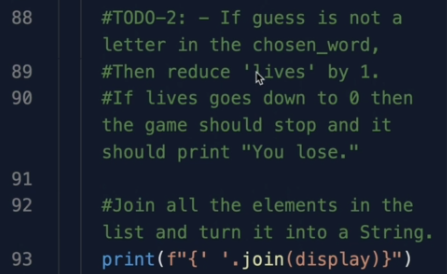 88 #TODO-2: - If guess is not a
letter in the chosen_word,
89 #Then reduce 'lives' by 1.
90 #If lives goes down to 0 then
the game should stop and it
should print "You lose."
91
92 #Join all the elements in the
list and turn it into a String.
93 print(f"{' '.join(display)}")